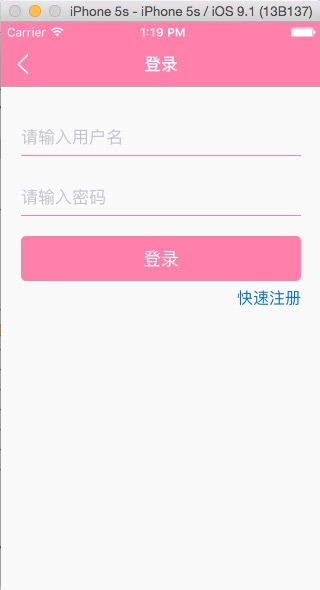 iPhone 5s - iPhone 5s / iOS 9.1 (13B137)
Carrier 1:19 PM
登录
请输入用户名
请输入密码
登录
快速注册